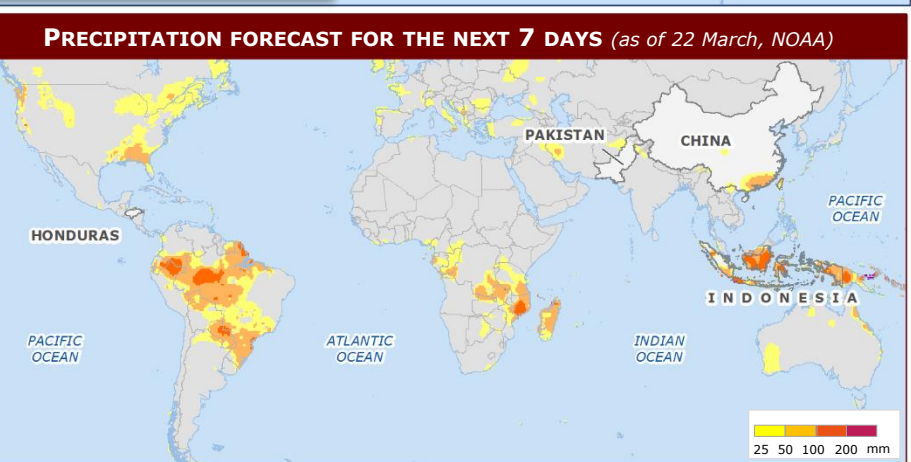 PRECIPITATION FORECAST FOR THE NEXT 7 DAYS (as of 22 March, NOAA)
PAKISTAN
CHINA
PACIFIC
OCEAN
HONDURAS
INDONESIA
PACIFIC
OCEAN
ATLANTIC
OCEAN
INDIAN
OCEAN
25 50 100 200 mm